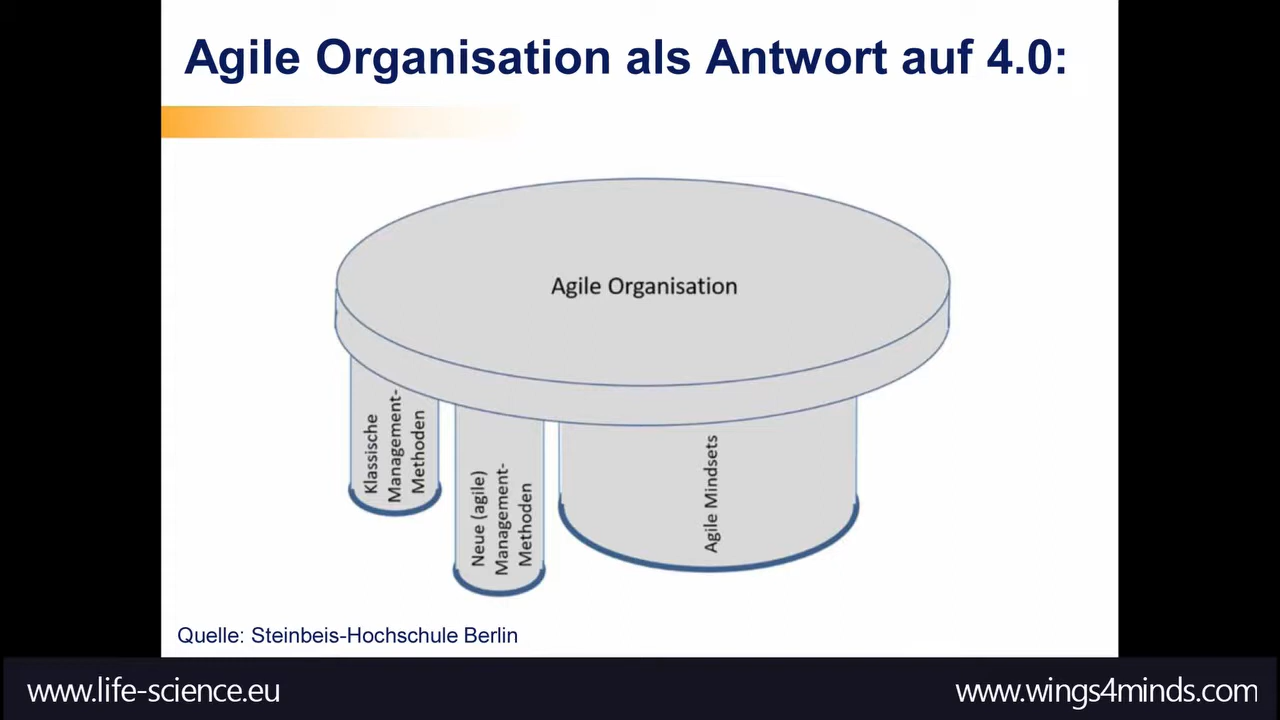 Agile Organisation als Antwort auf 4.0:
Agile Organisation
Klassische
Management-
Methoden
Neue (agile)
Management-
Methoden
Agile Mindsets
Quelle: Steinbeis-Hochschule Berlin
www.life-science.eu
www.wings4minds.com